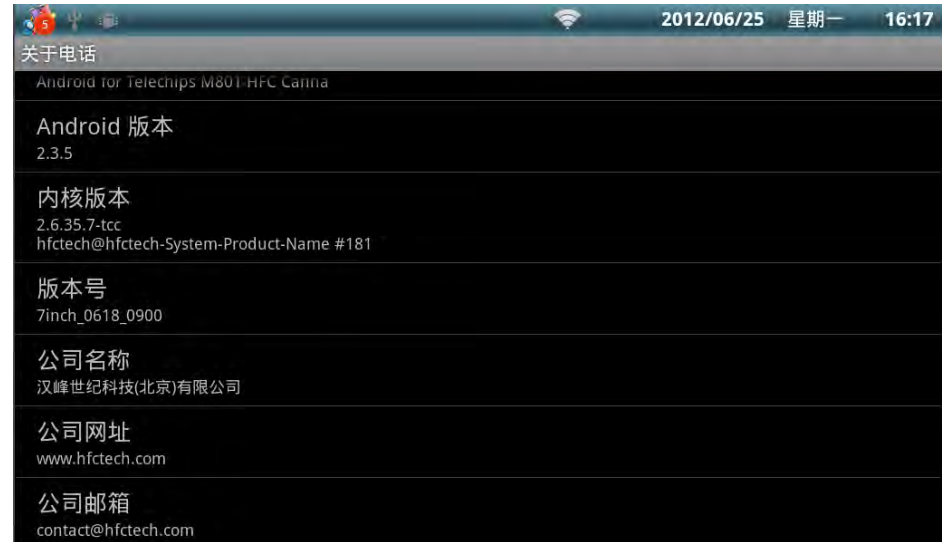 5
2012/06/25 星期一 16:17
关于电话
Android for Telechips M801-HFC Carina
Android 版本
2.3.5
内核版本
2.6.35.7-tcc
hfctech@hfctech-System-Product-Name #181
版本号
7inch_0618_0900
公司名称
汉峰世纪科技(北京)有限公司
公司网址
www.hfctech.com
公司邮箱
contact@hfctech.com